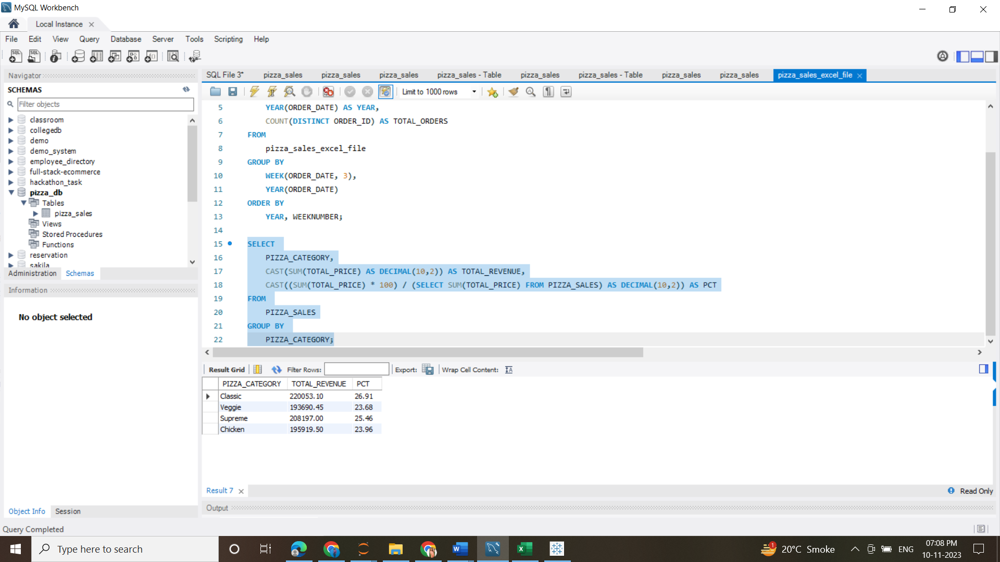 MySQL Workbench
Local Instance
File Edit View Query Database Server Tools Scripting Help
Navigator
SCHEMAS
Filter objects
classroom
collegedb
demo
demo_system
employee_directory
full-stack-ecommerce
hackathon_task
pizza_db
Tables
pizza_sales
Views
Stored Procedures
Functions
reservation
sakila
Administration Schemas
Information
No object selected
Object Info Session
SQL File 3* pizza_sales pizza_sales pizza_sales pizza_sales - Table pizza_sales pizza_sales - Table pizza_sales pizza_sales pizza_sales_excel_file
Limit to 1000 rows
5 YEAR(ORDER_DATE) AS YEAR,
6 COUNT(DISTINCT ORDER_ID) AS TOTAL_ORDERS
7 FROM
8 pizza_sales_excel_file
9 GROUP BY
10 WEEK(ORDER_DATE, 3),
11 YEAR(ORDER_DATE)
12 ORDER BY
13 YEAR, WEEKNUMBER;
14
15 SELECT
16 PIZZA_CATEGORY,
17 CAST(SUM(TOTAL_PRICE) AS DECIMAL(10,2)) AS TOTAL_REVENUE,
18 CAST((SUM(TOTAL_PRICE) * 100) / (SELECT SUM(TOTAL_PRICE) FROM PIZZA_SALES) AS DECIMAL(10,2)) AS PCT
19 FROM
20 PIZZA_SALES
21 GROUP BY
22 PIZZA_CATEGORY;
Result Grid Filter Rows: Export: Wrap Cell Content:
PIZZA_CATEGORY TOTAL_REVENUE PCT
Classic 220053.10 26.91
Veggie 193690.45 23.68
Supreme 208197.00 25.46
Chicken 195919.50 23.96
Result 7 Read Only
Output
Query Completed
Type here to search
1 20°C Smoke ENG 07:08 PM
10-11-2023